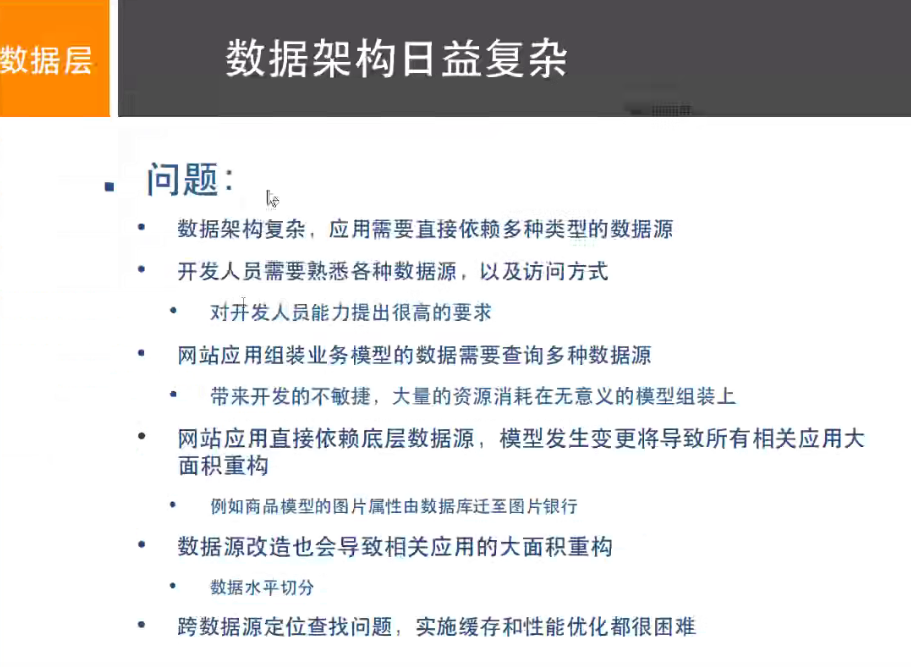 数据层
数据架构日益复杂
问题：
数据架构复杂，应用需要直接依赖多种类型的数据源
开发人员需要熟悉各种数据源，以及访问方式
对开发人员能力提出很高的要求
网站应用组装业务模型的数据需要查询多种数据源
带来开发的不敏捷，大量的资源消耗在无意义的模型组装上
网站应用直接依赖底层数据源，模型发生变更将导致所有相关应用大
面积重构
例如商品模型的图片属性由数据库迁至图片银行
数据源改造也会导致相关应用的大面积重构
数据水平切分
跨数据源定位查找问题，实施缓存和性能优化都很困难